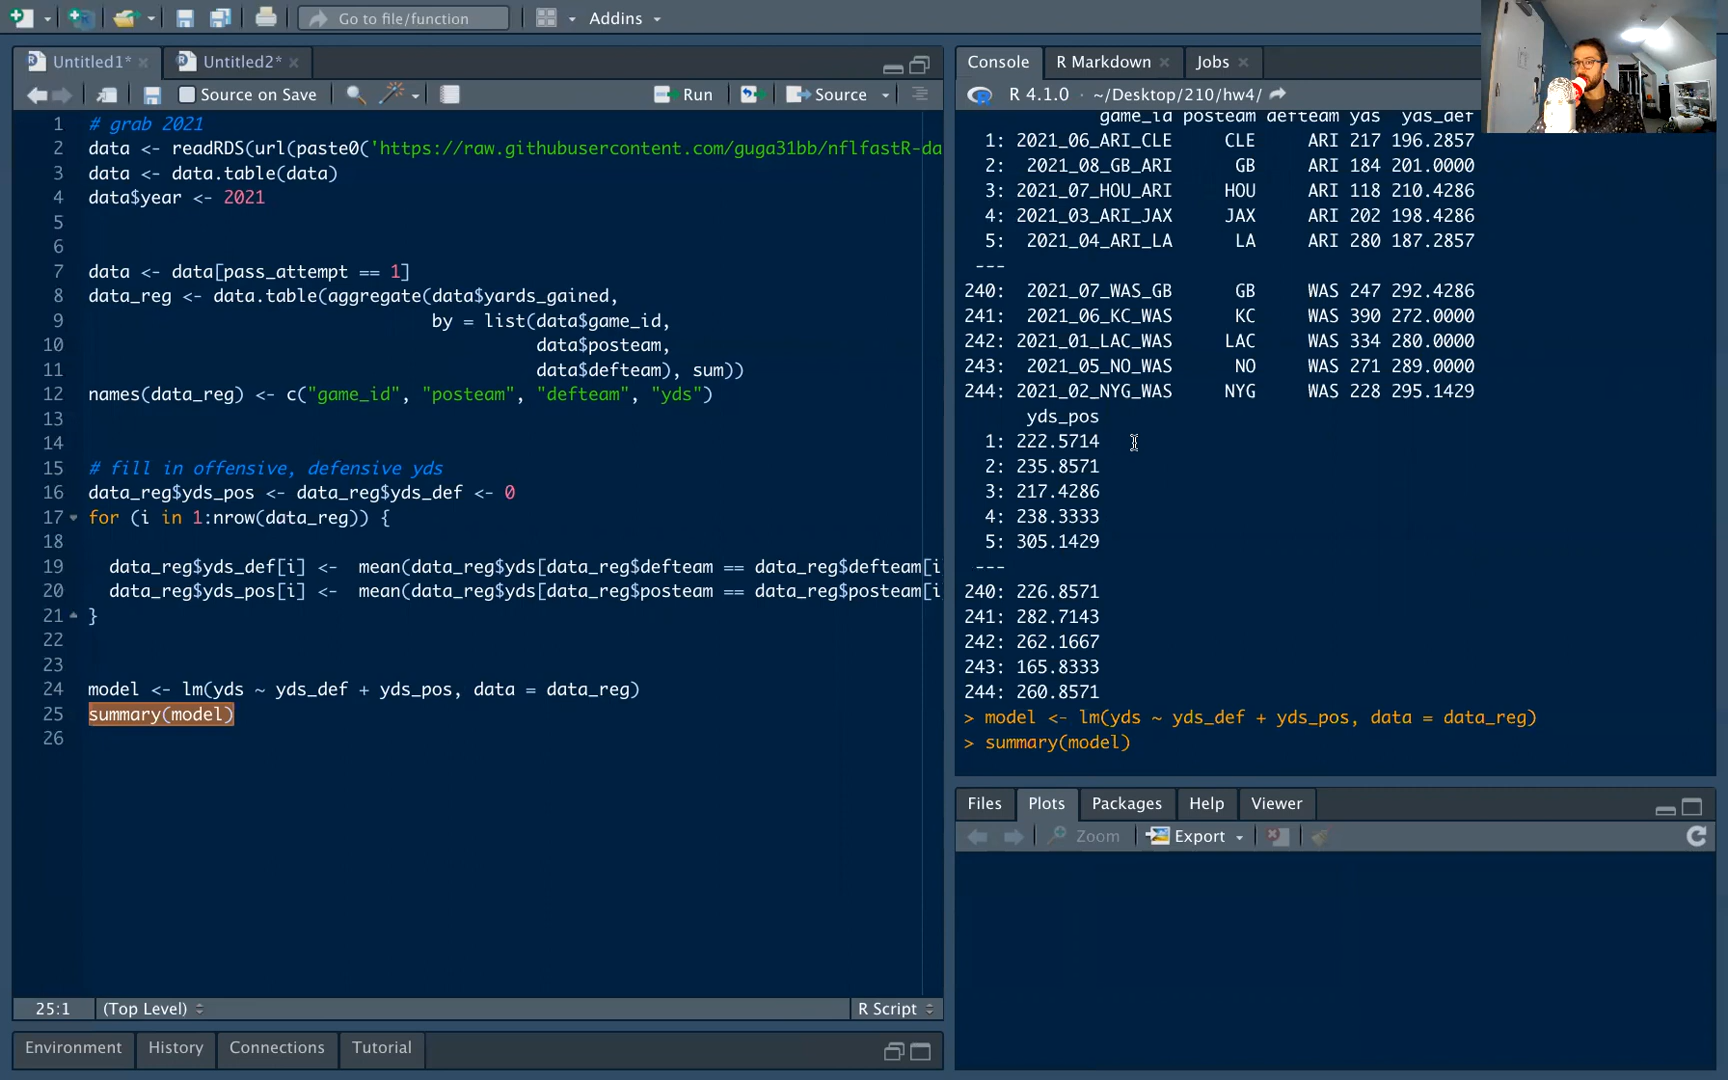 Go to file/function
Addins
Untitled1*
Untitled2*
Source on Save
Run
Source
1 # grab 2021
2 data <- readRDS(url(paste0('https://raw.githubusercontent.com/guga31bb/nflfastR-da
3 data <- data.table(data)
4 data$year <- 2021
5
6
7 data <- data[pass_attempt == 1]
8 data_reg <- data.table(aggregate(data$yards_gained,
9 by = list(data$game_id,
10 data$posteam,
11 data$defteam), sum))
12 names(data_reg) <- c("game_id", "posteam", "defteam", "yds")
13
14
15 # fill in offensive, defensive yds
16 data_reg$yds_pos <- data_reg$yds_def <- 0
17 for (i in 1:nrow(data_reg)) {
18
19 data_reg$yds_def[i] <- mean(data_reg$yds[data_reg$defteam == data_reg$defteam[i
20 data_reg$yds_pos[i] <- mean(data_reg$yds[data_reg$posteam == data_reg$posteam[i
21 }
22
23
24 model <- lm(yds ~ yds_def + yds_pos, data = data_reg)
25 summary(model)
26
25:1 (Top Level) R Script
Environment History Connections Tutorial
Console R Markdown Jobs
R 4.1.0 · ~/Desktop/210/hw4/
game_id posteam defteam yds yds_def
1: 2021_06_ARI_CLE CLE ARI 217 196.2857
2: 2021_08_GB_ARI GB ARI 184 201.0000
3: 2021_07_HOU_ARI HOU ARI 118 210.4286
4: 2021_03_ARI_JAX JAX ARI 202 198.4286
5: 2021_04_ARI_LA LA ARI 280 187.2857
---
240: 2021_07_WAS_GB GB WAS 247 292.4286
241: 2021_06_KC_WAS KC WAS 390 272.0000
242: 2021_01_LAC_WAS LAC WAS 334 280.0000
243: 2021_05_NO_WAS NO WAS 271 289.0000
244: 2021_02_NYG_WAS NYG WAS 228 295.1429
yds_pos
1: 222.5714
2: 235.8571
3: 217.4286
4: 238.3333
5: 305.1429
---
240: 226.8571
241: 282.7143
242: 262.1667
243: 165.8333
244: 260.8571
> model <- lm(yds ~ yds_def + yds_pos, data = data_reg)
> summary(model)
Files Plots Packages Help Viewer
Zoom Export